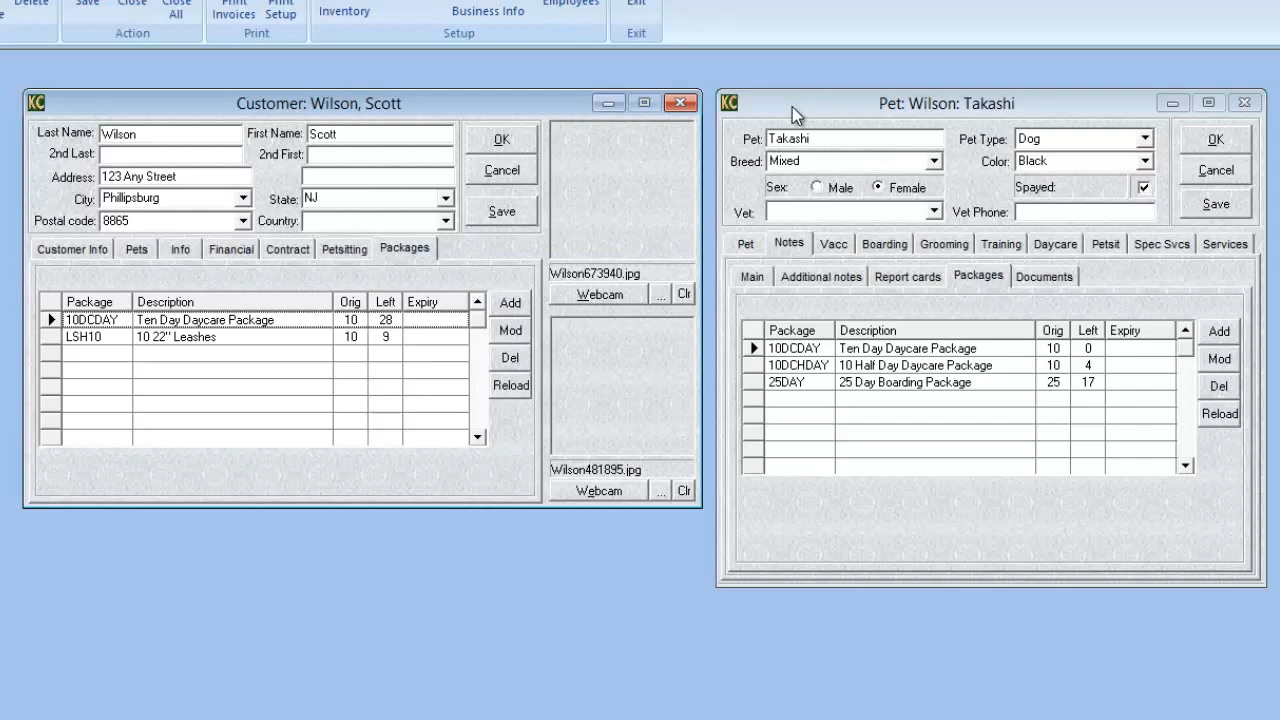 Delete
Save Close Close All
Print Invoices Print Setup
Inventory Business Info Employees
Exit
Action Print Setup Exit
KC Customer: Wilson, Scott
Last Name: Wilson First Name: Scott OK
2nd Last: 2nd First:
Address: 123 Any Street Cancel
City: Phillipsburg State: NJ
Postal code: 8865 Country: Save
Customer Info Pets Info Financial Contract Petsitting Packages
Package Description Orig Left Expiry Add
10DCDAY Ten Day Daycare Package 10 28
LSH10 10 22" Leashes 10 9 Mod
Del
Reload
Wilson673940.jpg
Webcam ... Clr
Wilson481895.jpg
Webcam ... Clr
KC Pet: Wilson: Takashi
Pet: Takashi Pet Type: Dog OK
Breed: Mixed Color: Black Cancel
Sex: Male Female Spayed:
Vet: Vet Phone: Save
Pet Notes Vacc Boarding Grooming Training Daycare Petsit Spec Svcs Services
Main Additional notes Report cards Packages Documents
Package Description Orig Left Expiry Add
10DCDAY Ten Day Daycare Package 10 0
10DCHDAY 10 Half Day Daycare Package 10 4 Mod
25DAY 25 Day Boarding Package 25 17 Del
Reload